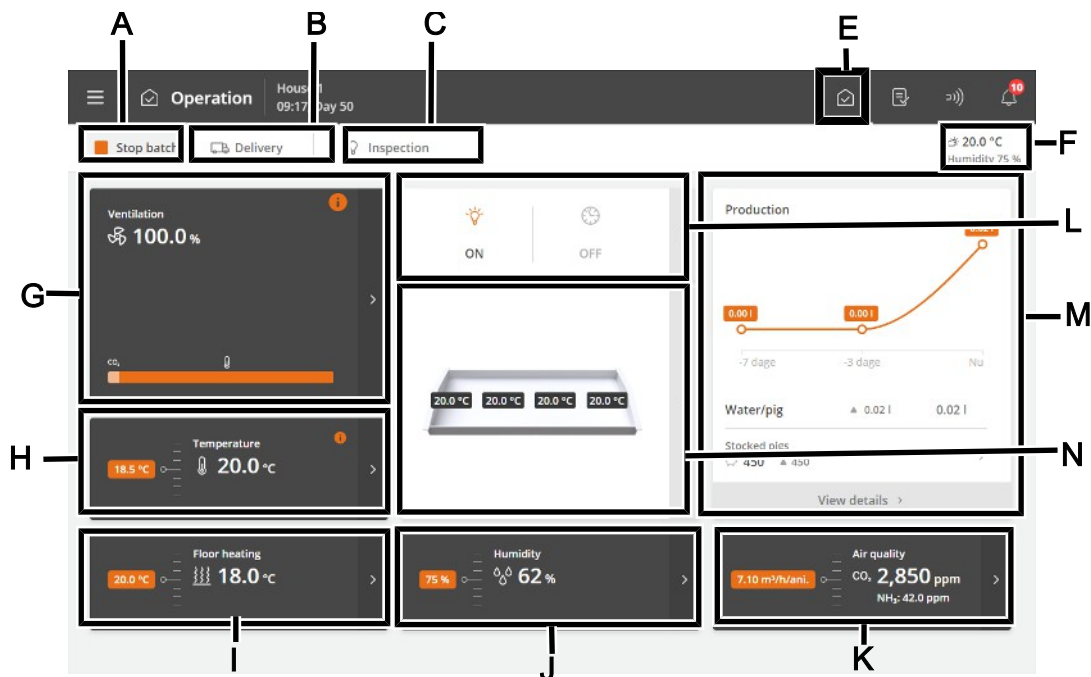 A
B
C
E
Operation
House 1
09:17 Day 50
10
Stop batch
Delivery
Inspection
20.0 °C
Humidity 75 %
F
Ventilation
i
100.0 %
CO₂
G
ON
OFF
L
Production
0.02 l
0.00 l
0.00 l
-7 dage
-3 dage
Nu
Water/pig
▲ 0.02 l
0.02 l
Stocked pigs
450 ▲ 450
View details >
M
20.0 °C 20.0 °C 20.0 °C 20.0 °C
N
H
Temperature
i
18.5 °C
20.0 °C
Floor heating
20.0 °C
18.0 °C
Humidity
75 %
62 %
Air quality
7.10 m³/h/ani.
CO₂ 2,850 ppm
NH₃: 42.0 ppm
I
J
K